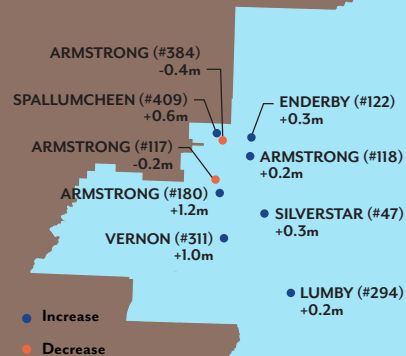 ARMSTRONG (#384)
-0.4m
SPALLUMCHEEN (#409)
+0.6m
ENDERBY (#122)
+0.3m
ARMSTRONG (#117)
-0.2m
ARMSTRONG (#118)
+0.2m
ARMSTRONG (#180)
+1.2m
SILVERSTAR (#47)
+0.3m
VERNON (#311)
+1.0m
LUMBY (#294)
+0.2m
Increase
Decrease